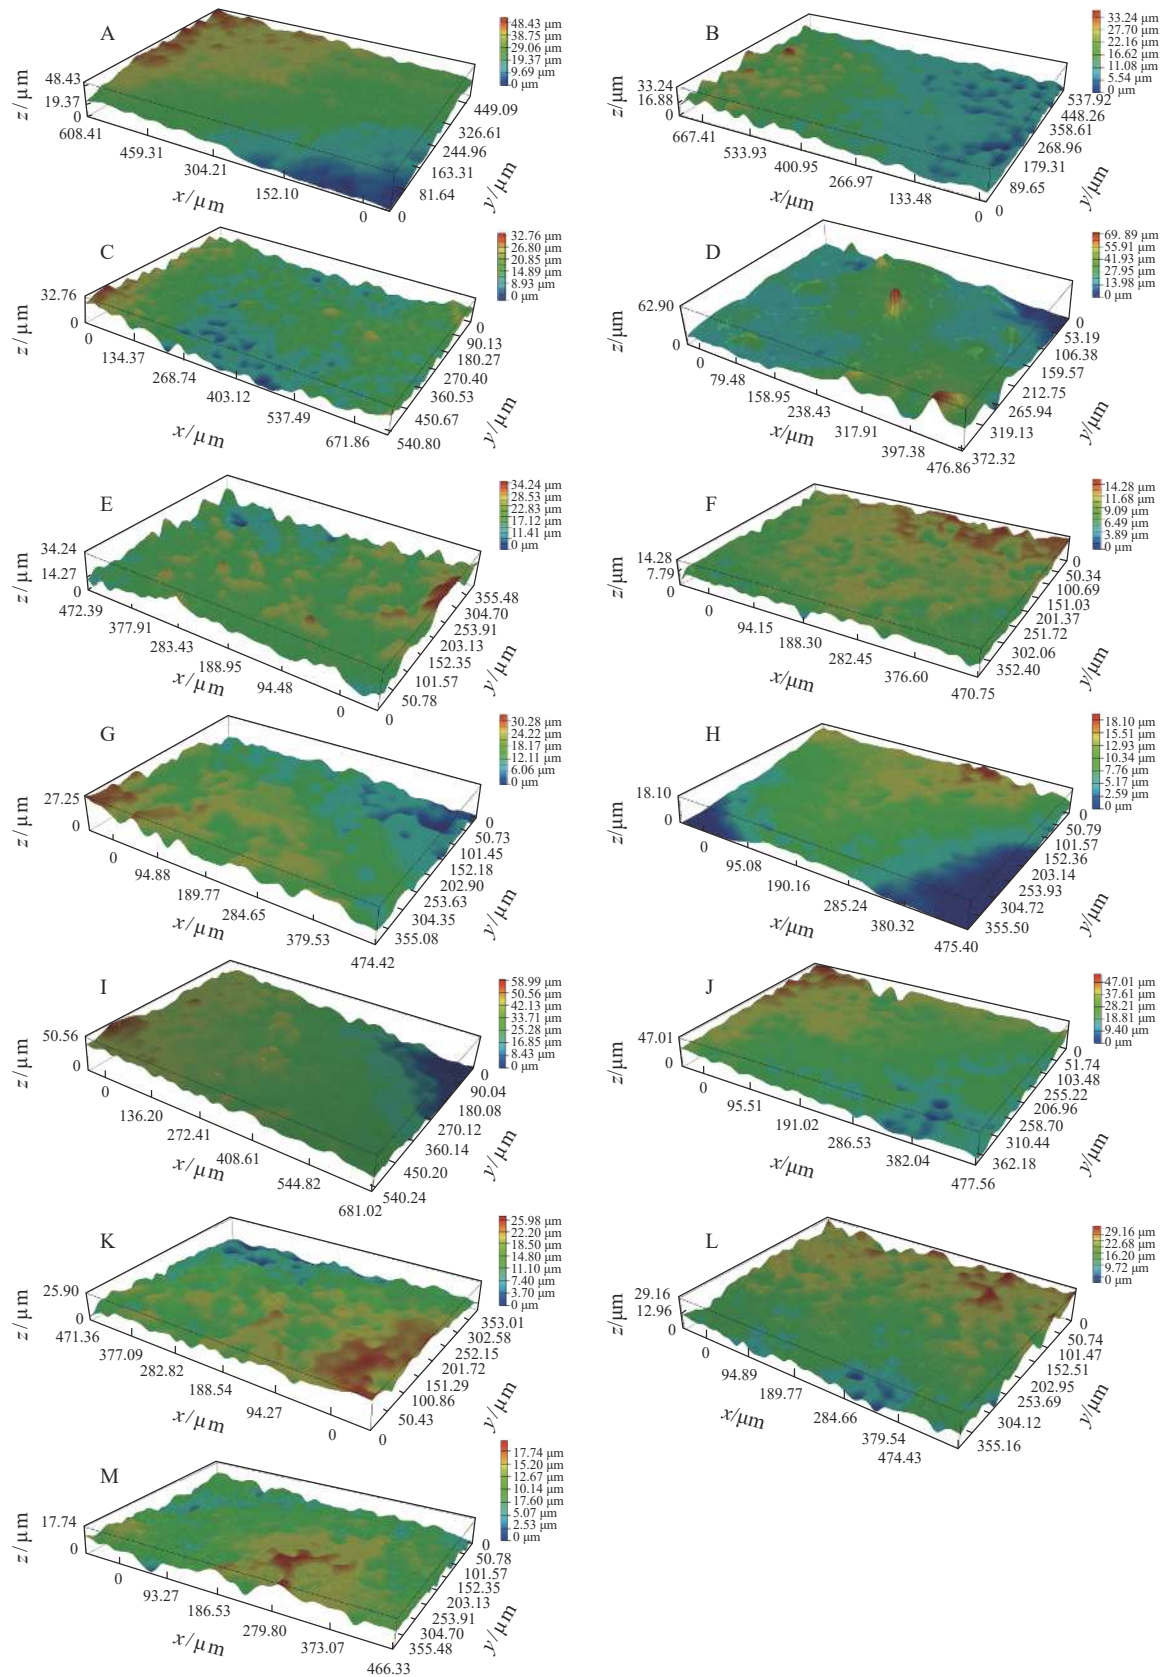 A
48.43 μm
38.75 μm
29.06 μm
19.37 μm
9.69 μm
0 μm
z/μm
48.43
19.37
0
608.41
459.31
304.21
152.10
0
x/μm
0
81.64
163.31
244.96
326.61
449.09
y/μm
B
33.24 μm
27.70 μm
22.16 μm
16.62 μm
11.08 μm
5.54 μm
0 μm
z/μm
33.24
16.88
0
667.41
533.93
400.95
266.97
133.48
0
x/μm
0
89.65
179.31
268.96
358.61
448.26
537.92
y/μm
C
32.76 μm
26.80 μm
20.85 μm
14.89 μm
8.93 μm
0 μm
z/μm
32.76
0
0
134.37
268.74
403.12
537.49
671.86
x/μm
0
90.13
180.27
270.40
360.53
450.67
540.80
y/μm
D
69.89 μm
55.91 μm
41.93 μm
27.95 μm
13.98 μm
0 μm
z/μm
62.90
0
0
79.48
158.95
238.43
317.91
397.38
476.86
x/μm
0
53.19
106.38
159.57
212.75
265.94
319.13
372.32
y/μm
E
34.24 μm
28.53 μm
22.83 μm
17.12 μm
11.41 μm
0 μm
z/μm
34.24
14.27
0
472.39
377.91
283.43
188.95
94.48
0
x/μm
0
50.78
101.57
152.35
203.13
253.91
304.70
355.48
y/μm
F
14.28 μm
11.68 μm
9.09 μm
6.49 μm
3.89 μm
0 μm
z/μm
14.28
7.79
0
0
94.15
188.30
282.45
376.60
470.75
x/μm
0
50.34
100.69
151.03
201.37
251.72
302.06
352.40
y/μm
G
30.28 μm
24.22 μm
18.17 μm
12.11 μm
6.06 μm
0 μm
z/μm
27.25
0
0
94.88
189.77
284.65
379.53
474.42
x/μm
0
50.73
101.45
152.18
202.90
253.63
304.35
355.08
y/μm
H
18.10 μm
15.51 μm
12.93 μm
10.34 μm
7.76 μm
5.17 μm
2.59 μm
0 μm
z/μm
18.10
0
0
95.08
190.16
285.24
380.32
475.40
x/μm
0
50.79
101.57
152.36
203.14
253.93
304.72
355.50
y/μm
I
58.99 μm
50.56 μm
42.13 μm
33.71 μm
25.28 μm
16.85 μm
8.43 μm
0 μm
z/μm
50.56
0
0
136.20
272.41
408.61
544.82
681.02
x/μm
0
90.04
180.08
270.12
360.14
450.20
540.24
y/μm
J
47.01 μm
37.61 μm
28.21 μm
18.81 μm
9.40 μm
0 μm
z/μm
47.01
0
0
95.51
191.02
286.53
382.04
477.56
x/μm
0
51.74
103.48
255.22
206.96
258.70
310.44
362.18
y/μm
K
25.98 μm
22.20 μm
18.50 μm
14.80 μm
11.10 μm
7.40 μm
3.70 μm
0 μm
z/μm
25.90
0
471.36
377.09
282.82
188.54
94.27
0
x/μm
0
50.43
100.86
151.29
201.72
252.15
302.58
353.01
y/μm
L
29.16 μm
22.68 μm
16.20 μm
9.72 μm
0 μm
z/μm
29.16
12.96
0
0
94.89
189.77
284.66
379.54
474.43
x/μm
0
50.74
101.47
152.51
202.95
253.69
304.12
355.16
y/μm
M
17.74 μm
15.20 μm
12.67 μm
10.14 μm
17.60 μm
5.07 μm
2.53 μm
0 μm
z/μm
17.74
0
0
93.27
186.53
279.80
373.07
466.33
x/μm
0
50.78
101.57
152.35
203.13
253.91
304.70
355.48
y/μm